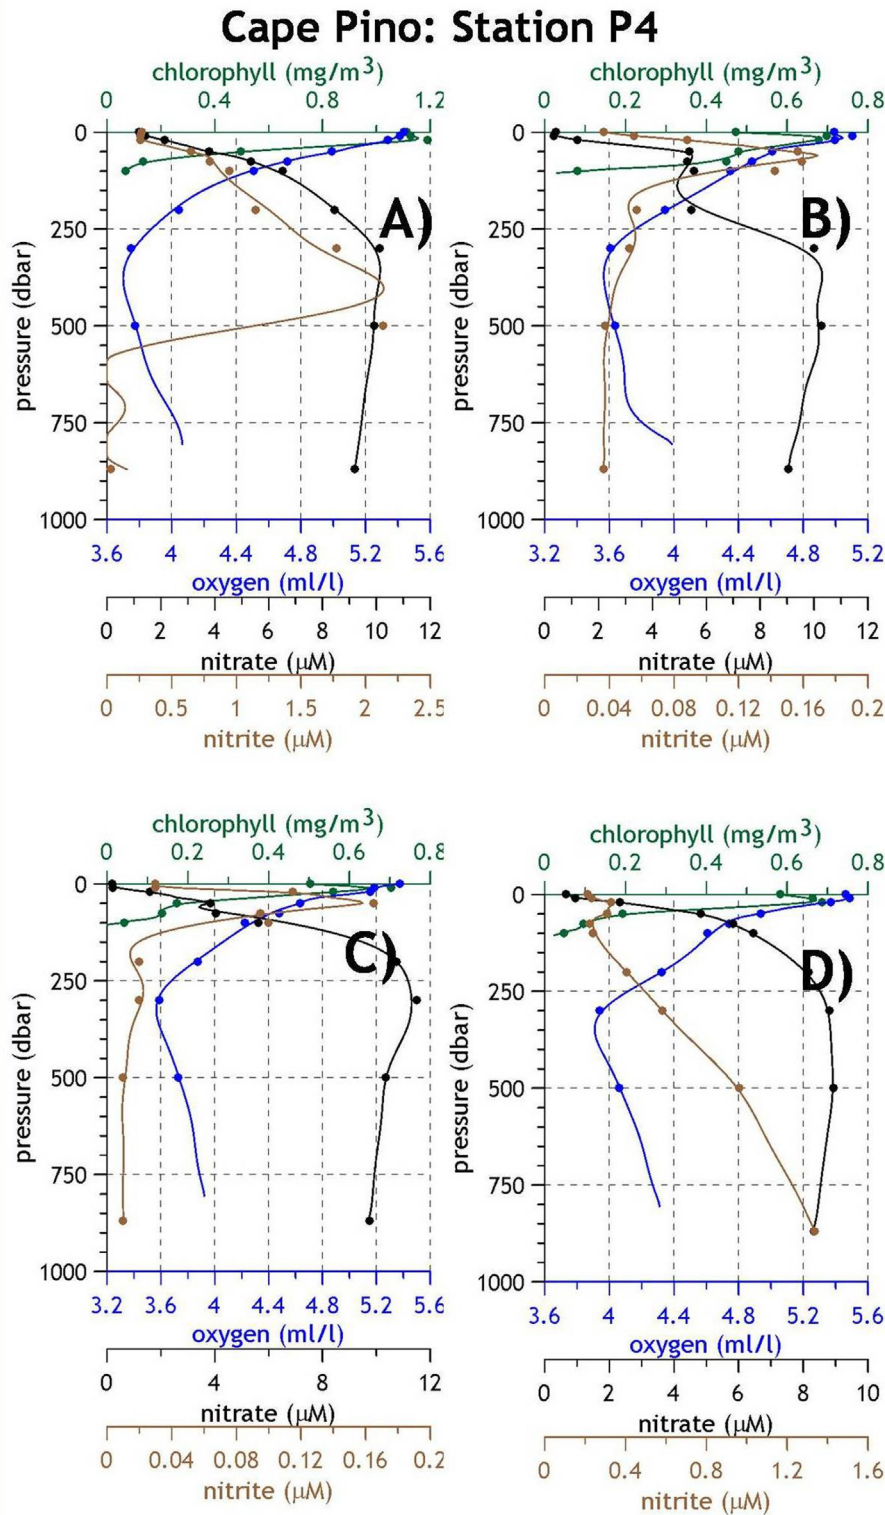 Cape Pino: Station P4
chlorophyll (mg/m3)
0 0.4 0.8 1.2
0
250
500
750
1000
pressure (dbar)
A)
3.6 4 4.4 4.8 5.2 5.6
oxygen (ml/l)
0 2 4 6 8 10 12
nitrate (μM)
0 0.5 1 1.5 2 2.5
nitrite (μM)
chlorophyll (mg/m3)
0 0.2 0.4 0.6 0.8
0
250
500
750
1000
pressure (dbar)
B)
3.2 3.6 4 4.4 4.8 5.2
oxygen (ml/l)
0 2 4 6 8 10 12
nitrate (μM)
0 0.04 0.08 0.12 0.16 0.2
nitrite (μM)
chlorophyll (mg/m3)
0 0.2 0.4 0.6 0.8
0
250
500
750
1000
pressure (dbar)
C)
3.2 3.6 4 4.4 4.8 5.2 5.6
oxygen (ml/l)
0 4 8 12
nitrate (μM)
0 0.04 0.08 0.12 0.16 0.2
nitrite (μM)
chlorophyll (mg/m3)
0 0.2 0.4 0.6 0.8
0
250
500
750
1000
pressure (dbar)
D)
3.6 4 4.4 4.8 5.2 5.6
oxygen (ml/l)
0 2 4 6 8 10
nitrate (μM)
0 0.4 0.8 1.2 1.6
nitrite (μM)